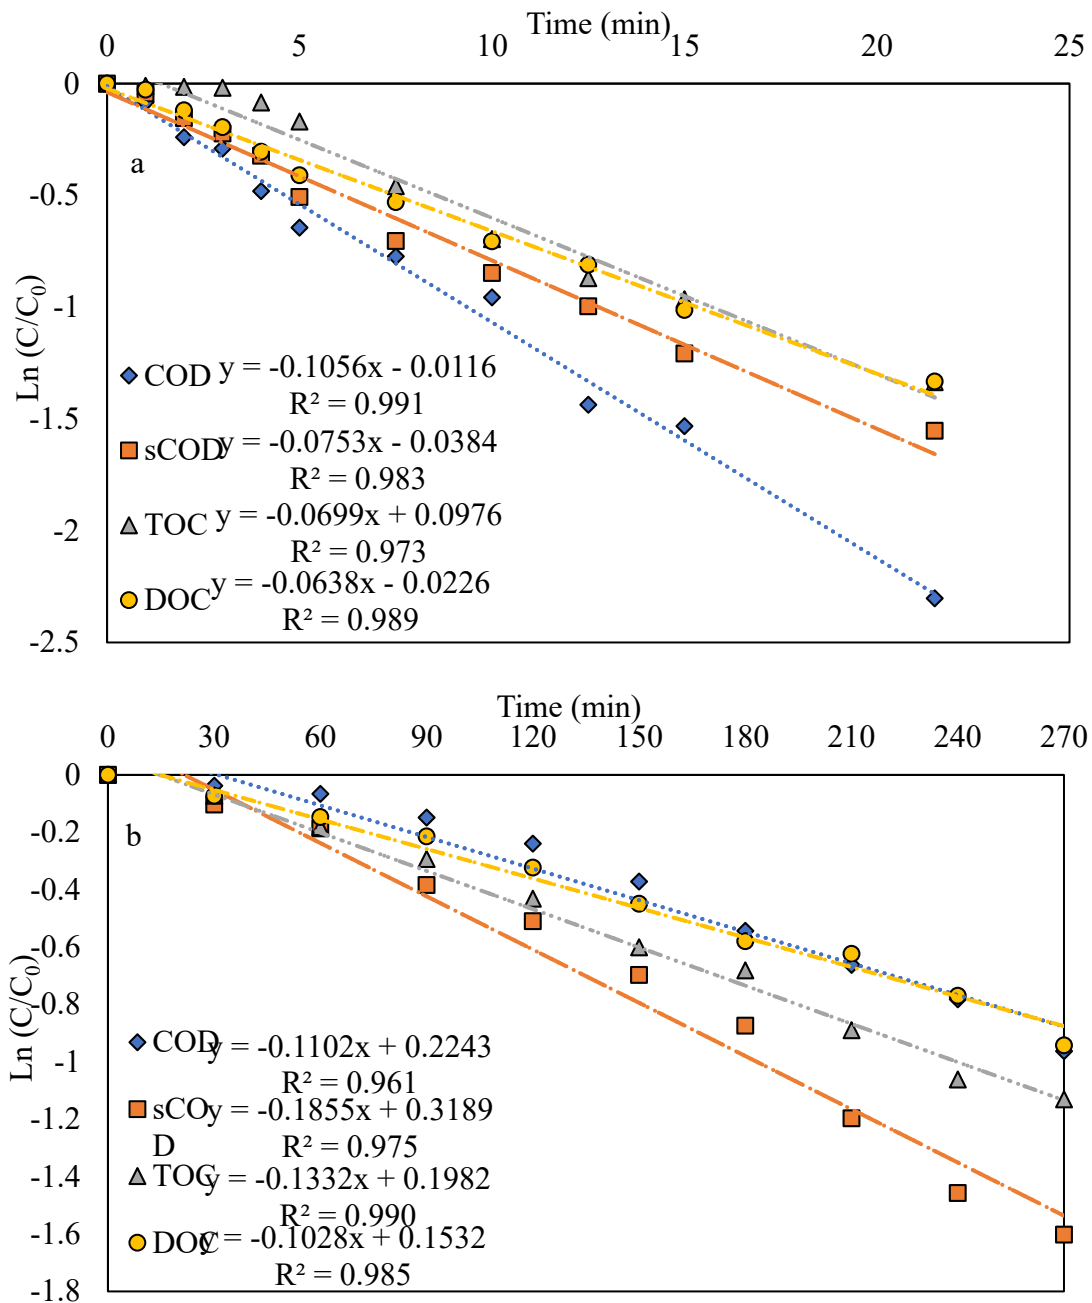 Time (min)
0 5 10 15 20 25
0
-0.5
-1
-1.5
-2
-2.5
Ln (C/C₀)
a
COD y = -0.1056x - 0.0116
R² = 0.991
sCOD y = -0.0753x - 0.0384
R² = 0.983
TOC y = -0.0699x + 0.0976
R² = 0.973
DOC y = -0.0638x - 0.0226
R² = 0.989
Time (min)
0 30 60 90 120 150 180 210 240 270
0
-0.2
-0.4
-0.6
-0.8
-1
-1.2
-1.4
-1.6
-1.8
Ln (C/C₀)
b
COD y = -0.1102x + 0.2243
R² = 0.961
sCO y = -0.1855x + 0.3189
D R² = 0.975
TOC y = -0.1332x + 0.1982
R² = 0.990
DOC y = -0.1028x + 0.1532
R² = 0.985